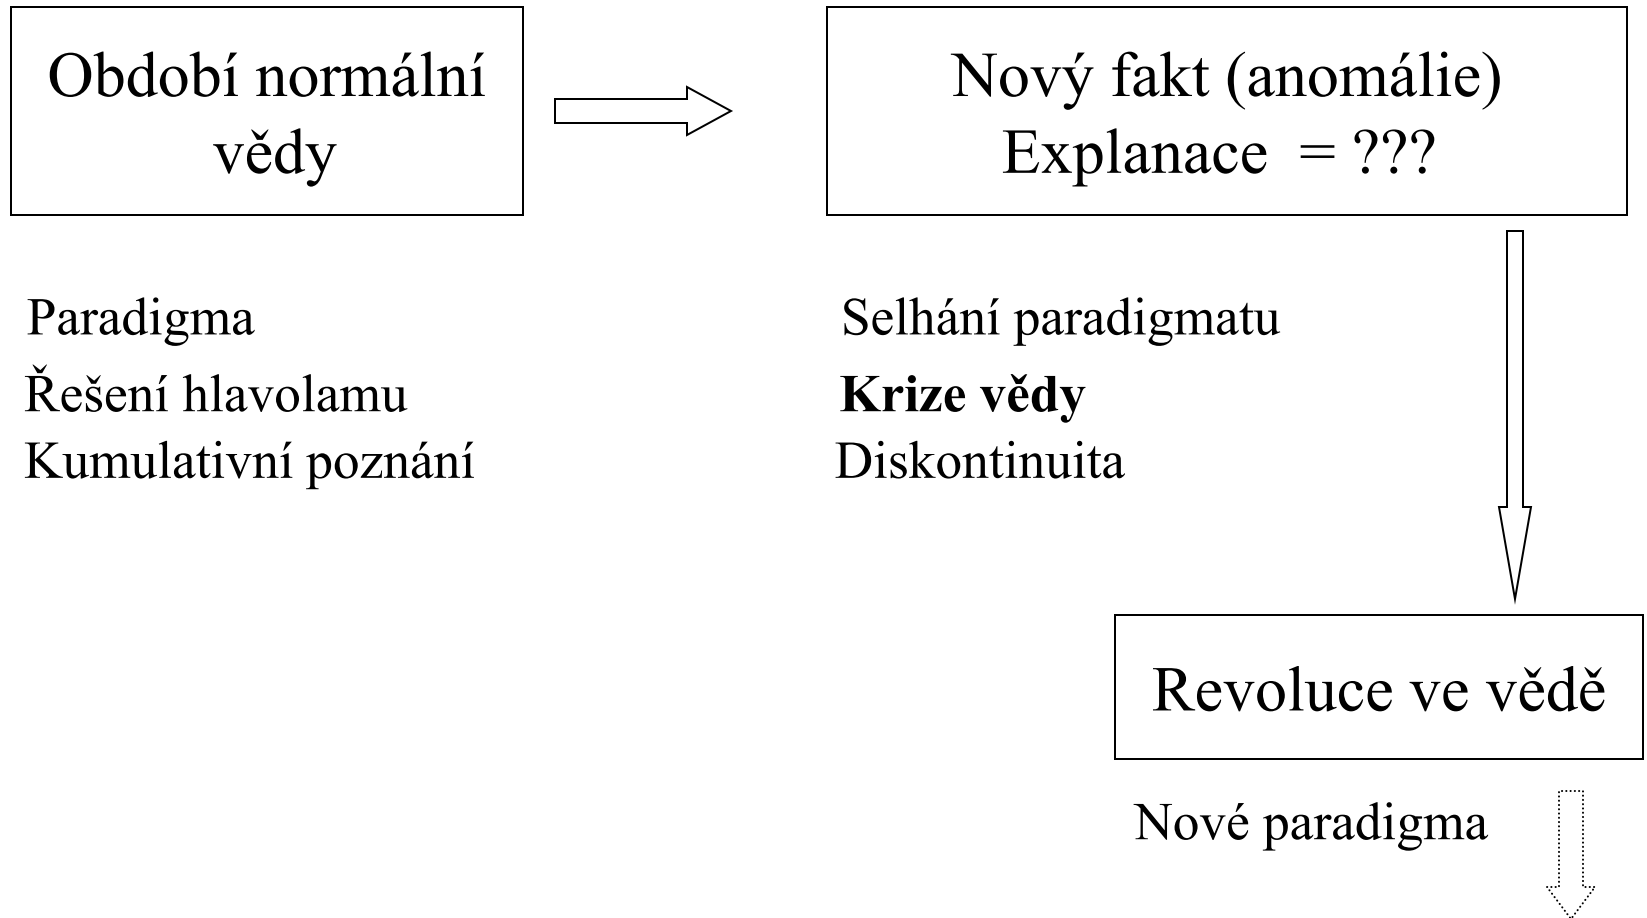 Období normální
vědy
Nový fakt (anomálie)
Explanace = ???
Paradigma
Řešení hlavolamu
Kumulativní poznání
Selhání paradigmatu
Krize vědy
Diskontinuita
Revoluce ve vědě
Nové paradigma